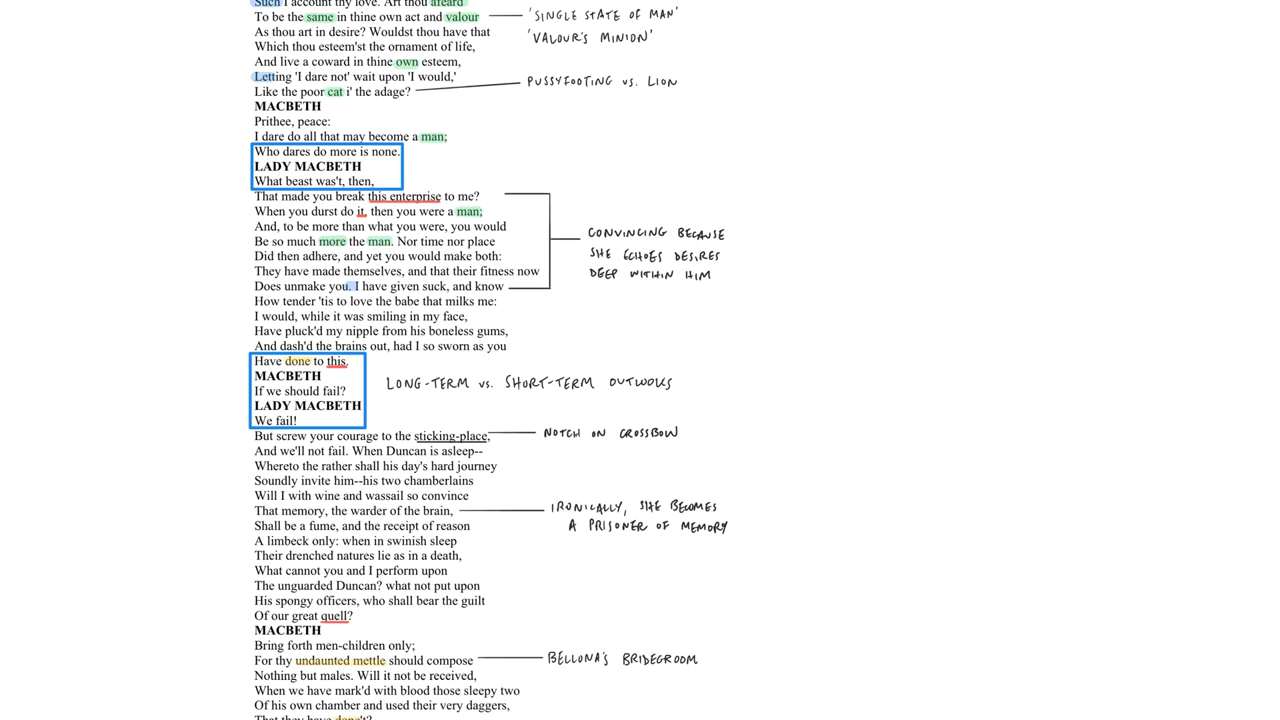 Such I account thy love. Art thou afeard
To be the same in thine own act and valour
'SINGLE STATE OF MAN'
As thou art in desire? Wouldst thou have that
'VALOUR'S MINION'
Which thou esteem'st the ornament of life,
And live a coward in thine own esteem,
Letting 'I dare not' wait upon 'I would,'
Like the poor cat i' the adage?
PUSSYFOOTING vs. LION
MACBETH
Prithee, peace:
I dare do all that may become a man;
Who dares do more is none.
LADY MACBETH
What beast was't, then,
That made you break this enterprise to me?
When you durst do it, then you were a man;
And, to be more than what you were, you would
Be so much more the man. Nor time nor place
Did then adhere, and yet you would make both:
They have made themselves, and that their fitness now
Does unmake you. I have given suck, and know
CONVINCING BECAUSE
SHE ECHOES DESIRES
DEEP WITHIN HIM
How tender 'tis to love the babe that milks me:
I would, while it was smiling in my face,
Have pluck'd my nipple from his boneless gums,
And dash'd the brains out, had I so sworn as you
Have done to this.
MACBETH
If we should fail?
LADY MACBETH
We fail!
LONG-TERM vs. SHORT-TERM OUTLOOKS
But screw your courage to the sticking-place,
NOTCH ON CROSSBOW
And we'll not fail. When Duncan is asleep--
Whereto the rather shall his day's hard journey
Soundly invite him--his two chamberlains
Will I with wine and wassail so convince
That memory, the warder of the brain,
IRONICALLY, SHE BECOMES
A PRISONER OF MEMORY
Shall be a fume, and the receipt of reason
A limbeck only: when in swinish sleep
Their drenched natures lie as in a death,
What cannot you and I perform upon
The unguarded Duncan? what not put upon
His spongy officers, who shall bear the guilt
Of our great quell?
MACBETH
Bring forth men-children only;
For thy undaunted mettle should compose
BELLONA'S BRIDEGROOM
Nothing but males. Will it not be received,
When we have mark'd with blood those sleepy two
Of his own chamber and used their very daggers,
That they have done't?